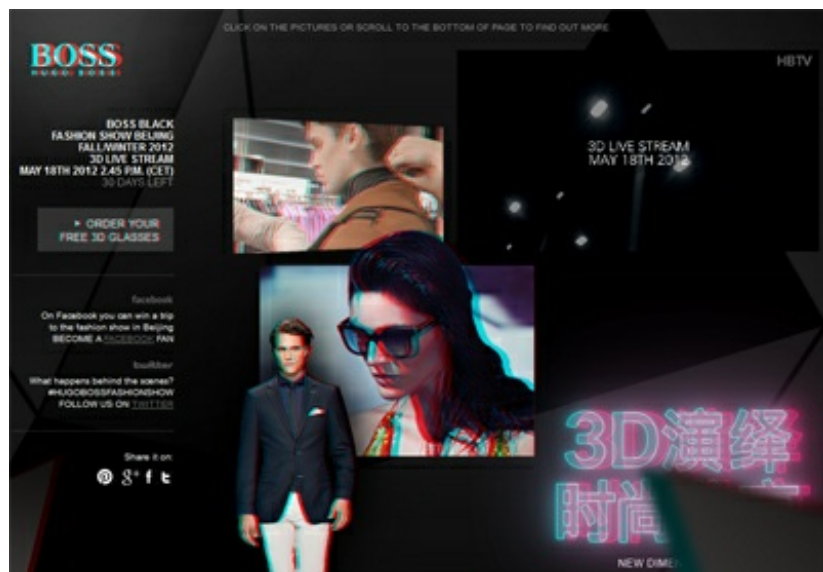 CLICK ON THE PICTURES OR SCROLL TO THE BOTTOM OF PAGE TO FIND OUT MORE
BOSS
HUGO BOSS
HBTV
BOSS BLACK
FASHION SHOW BEIJING
FALL/WINTER 2012
3D LIVE STREAM
MAY 18TH 2012 2.45 P.M. (CET)
30 DAYS LEFT
3D LIVE STREAM
MAY 18TH 2012
ORDER YOUR
FREE 3D GLASSES
facebook
On Facebook you can win a trip
to the fashion show in Beijing
BECOME A FACEBOOK FAN
twitter
What happens behind the scenes?
#HUGOBOSSFASHIONSHOW
FOLLOW US ON TWITTER
Share it on:
3D演绎
时尚
NEW